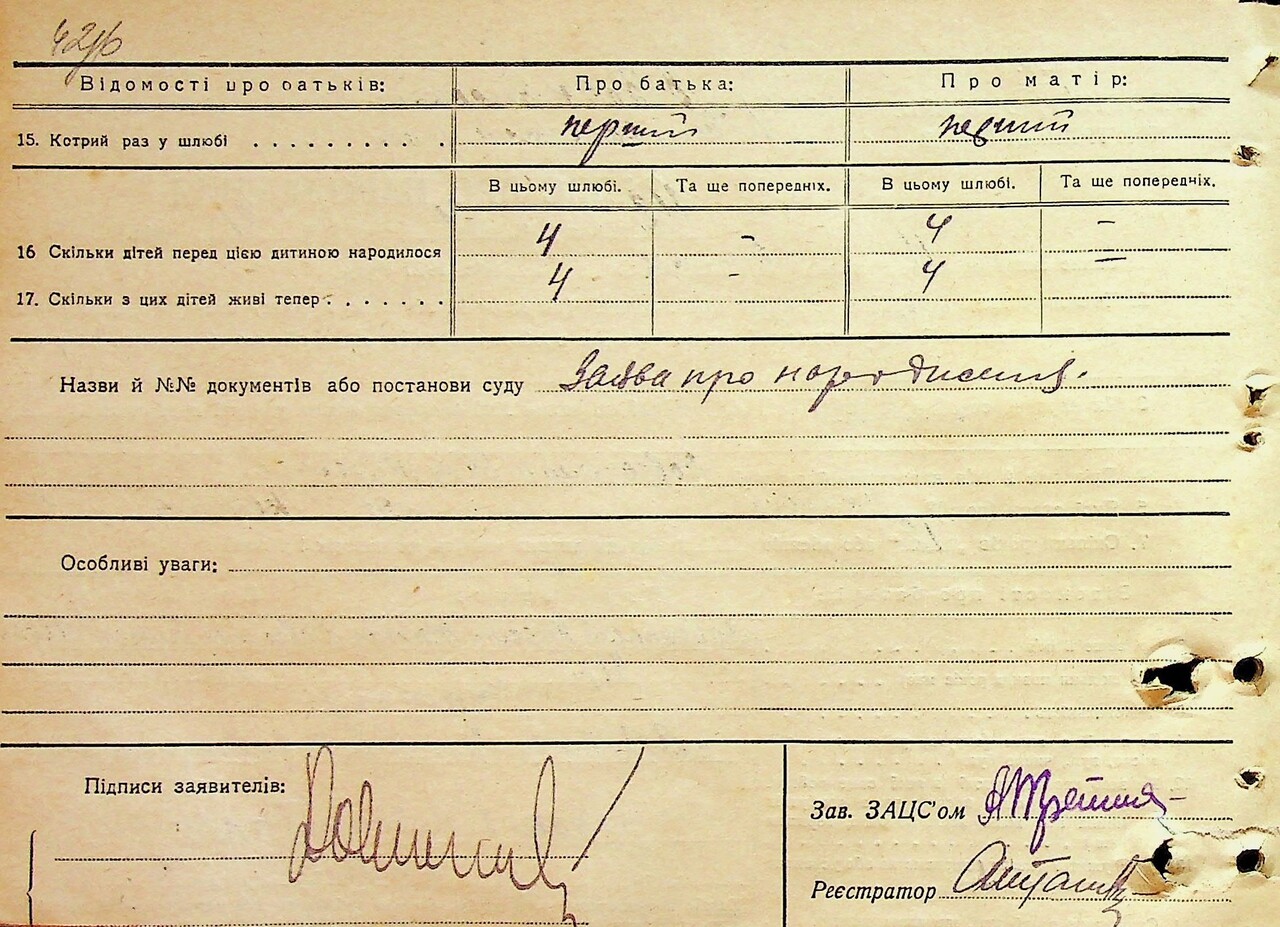 Відомості про батьків: Про батька: Про матір:
15. Котрий раз у шлюбі . . . . . . . . . . перший перший
В цьому шлюбі. Та ще попередніх. В цьому шлюбі. Та ще попередніх.
16 Скільки дітей перед цією дитиною народилося 4 - 4 -
17. Скільки з цих дітей живі тепер . . . . . . . 4 - 4 -
Назви й №№ документів або постанови суду Заява про народження.
Особливі уваги:
Підписи заявителів:
Зав. ЗАЦС'ом
Реєстратор